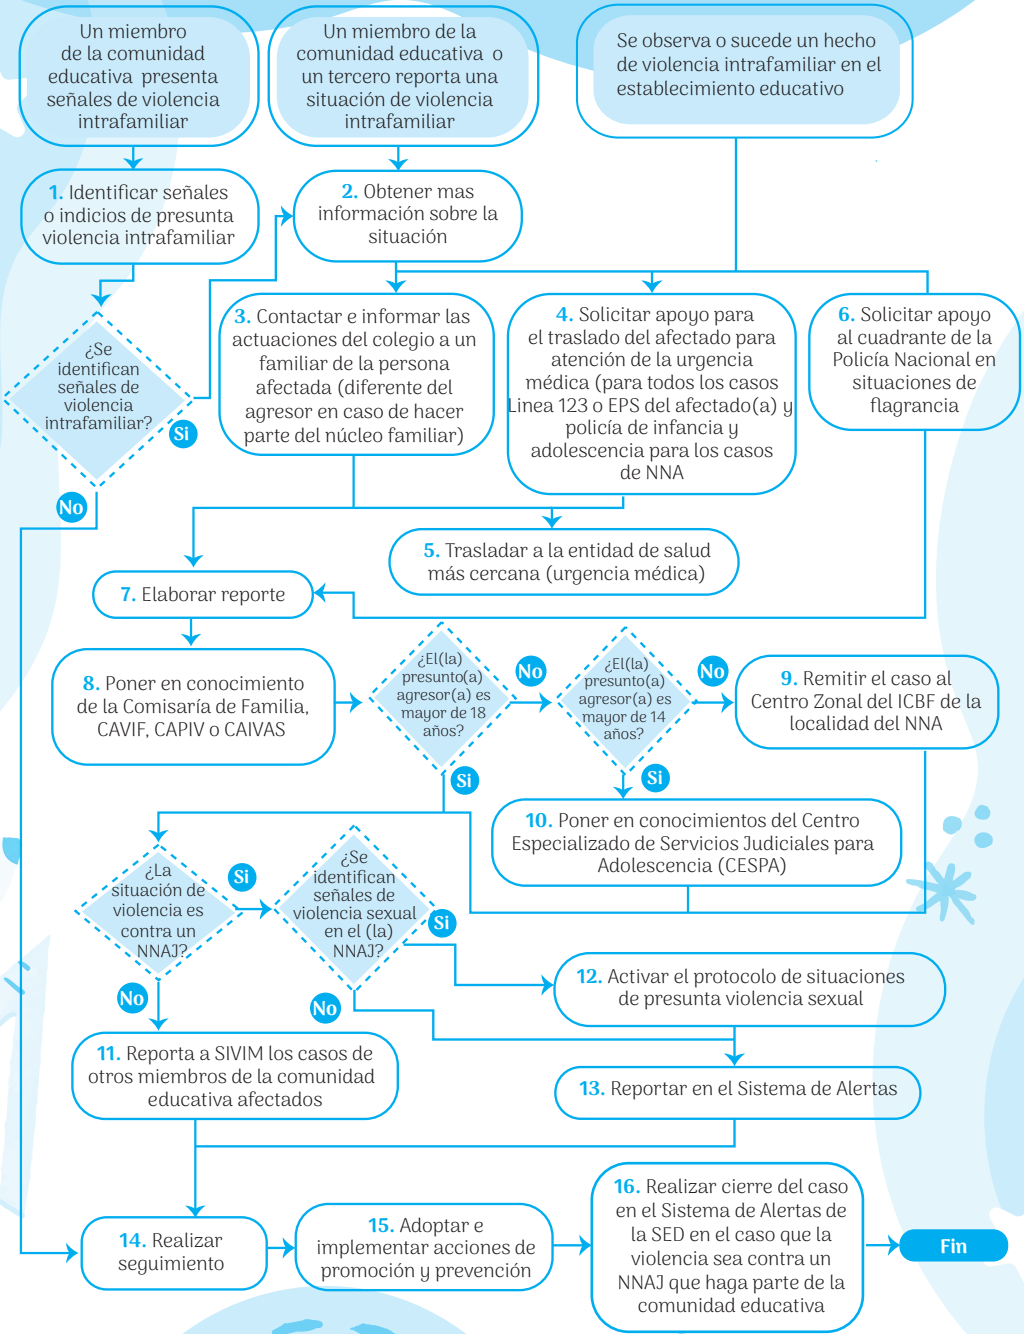 Un miembro
de la comunidad
educativa presenta
señales de violencia
intrafamiliar
Un miembro de la
comunidad educativa o
un tercero reporta una
situación de violencia
intrafamiliar
Se observa o sucede un hecho
de violencia intrafamiliar en el
establecimiento educativo
1. Identificar señales
o indicios de presunta
violencia intrafamiliar
2. Obtener mas
información sobre la
situación
¿Se
identifican
señales de
violencia
intrafamiliar?
Si
No
3. Contactar e informar las
actuaciones del colegio a un
familiar de la persona
afectada (diferente del
agresor en caso de hacer
parte del núcleo familiar)
4. Solicitar apoyo para
el traslado del afectado para
atención de la urgencia
médica (para todos los casos
Linea 123 o EPS del afectado(a) y
policía de infancia y
adolescencia para los casos
de NNA
6. Solicitar apoyo
al cuadrante de la
Policía Nacional en
situaciones de
flagrancia
5. Trasladar a la entidad de salud
más cercana (urgencia médica)
7. Elaborar reporte
8. Poner en conocimiento
de la Comisaría de Familia,
CAVIF, CAPIV o CAIVAS
¿El(la)
presunto(a)
agresor(a) es
mayor de 18
años?
No
Si
¿El(la)
presunto(a)
agresor(a) es
mayor de 14
años?
No
Si
9. Remitir el caso al
Centro Zonal del ICBF de la
localidad del NNA
10. Poner en conocimientos del Centro
Especializado de Servicios Judiciales para
Adolescencia (CESPA)
¿La
situación de
violencia es
contra un
NNAJ?
Si
No
¿Se
identifican
señales de
violencia sexual
en el (la)
NNAJ?
Si
No
12. Activar el protocolo de situaciones
de presunta violencia sexual
11. Reporta a SIVIM los casos de
otros miembros de la comunidad
educativa afectados
13. Reportar en el Sistema de Alertas
14. Realizar
seguimiento
15. Adoptar e
implementar acciones de
promoción y prevención
16. Realizar cierre del caso
en el Sistema de Alertas de
la SED en el caso que la
violencia sea contra un
NNAJ que haga parte de la
comunidad educativa
Fin